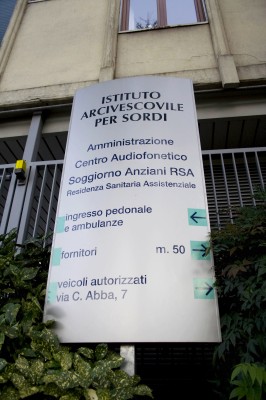 ISTITUTO
ARCIVESCOVILE
PER SORDI
Amministrazione
Centro Audiofonetico
Soggiorno Anziani RSA
Residenza Sanitaria Assistenziale
ingresso pedonale
e ambulanze
fornitori m. 50
veicoli autorizzati
via C. Abba, 7